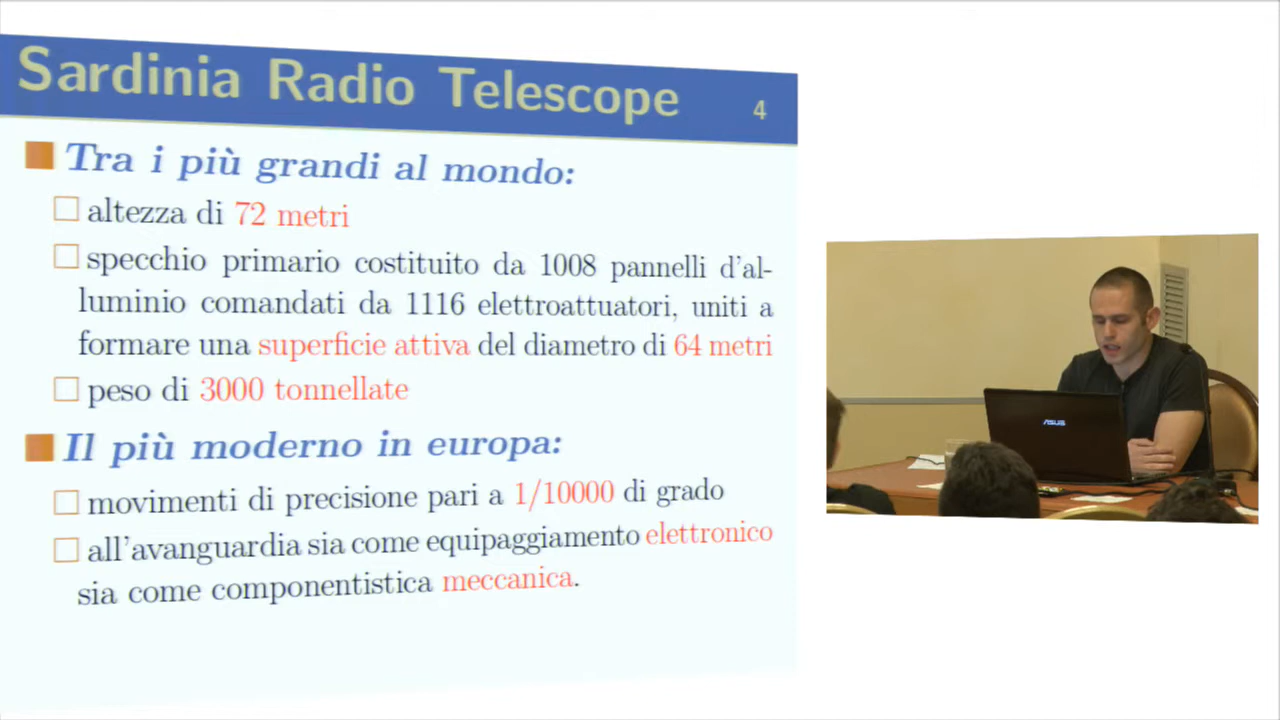 Sardinia Radio Telescope 4
Tra i più grandi al mondo:
altezza di 72 metri
specchio primario costituito da 1008 pannelli d'al-
luminio comandati da 1116 elettroattuatori, uniti a
formare una superficie attiva del diametro di 64 metri
peso di 3000 tonnellate
Il più moderno in europa:
movimenti di precisione pari a 1/10000 di grado
all'avanguardia sia come equipaggiamento elettronico
sia come componentistica meccanica.
ASUS